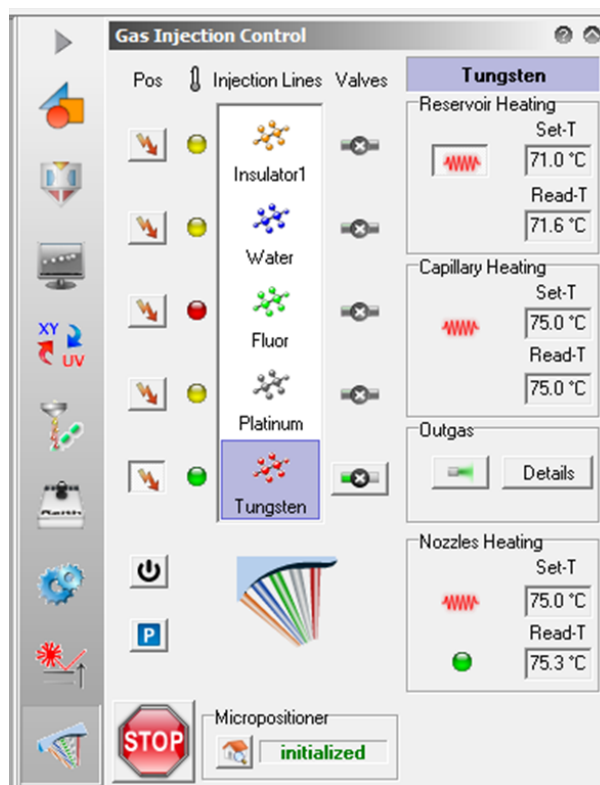 Gas Injection Control
Pos Injection Lines Valves
Insulator1
Water
Fluor
Platinum
Tungsten
Tungsten
Reservoir Heating
Set-T
71.0 °C
Read-T
71.6 °C
Capillary Heating
Set-T
75.0 °C
Read-T
75.0 °C
Outgas
Details
Nozzles Heating
Set-T
75.0 °C
Read-T
75.3 °C
P
STOP
Micropositioner
initialized
XY
UV
Raith